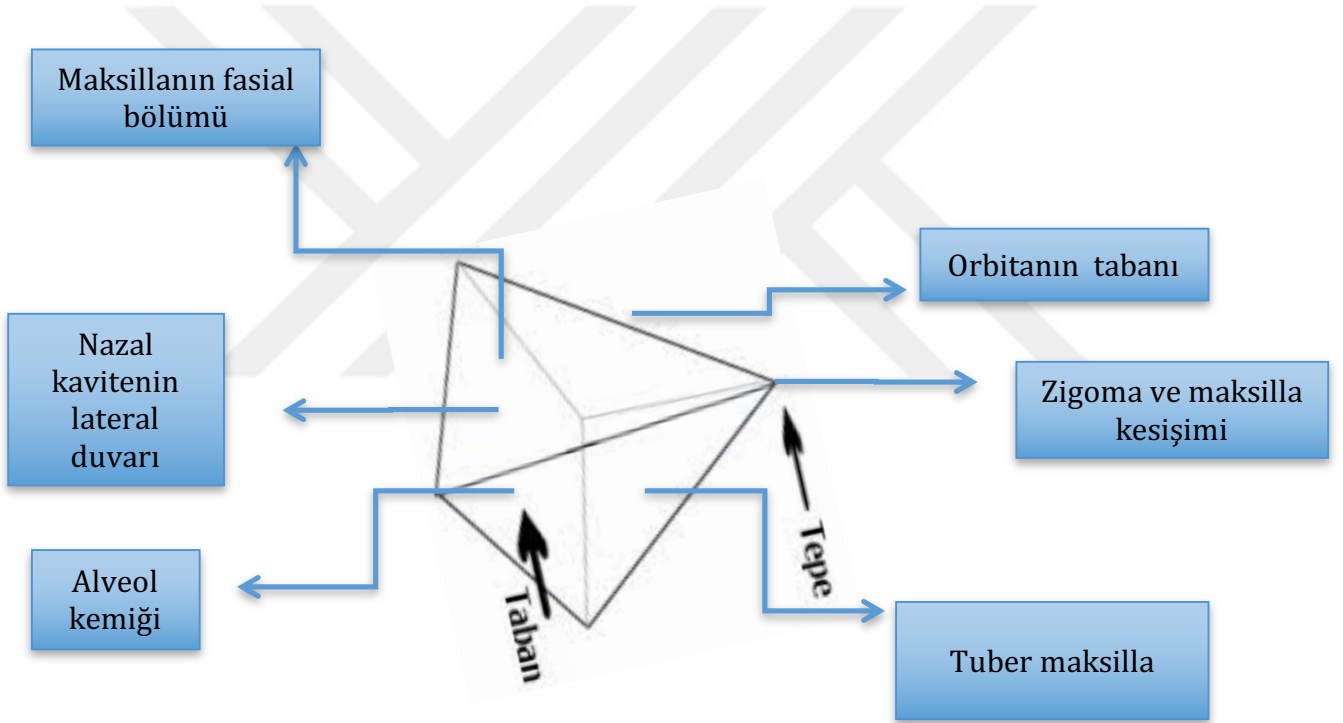 Maksillanın fasial
bölümü
Orbitanın tabanı
Nazal
kavitenin
lateral
duvarı
Zigoma ve maksilla
kesişimi
Tepe
Taban
Alveol
kemiği
Tuber maksilla